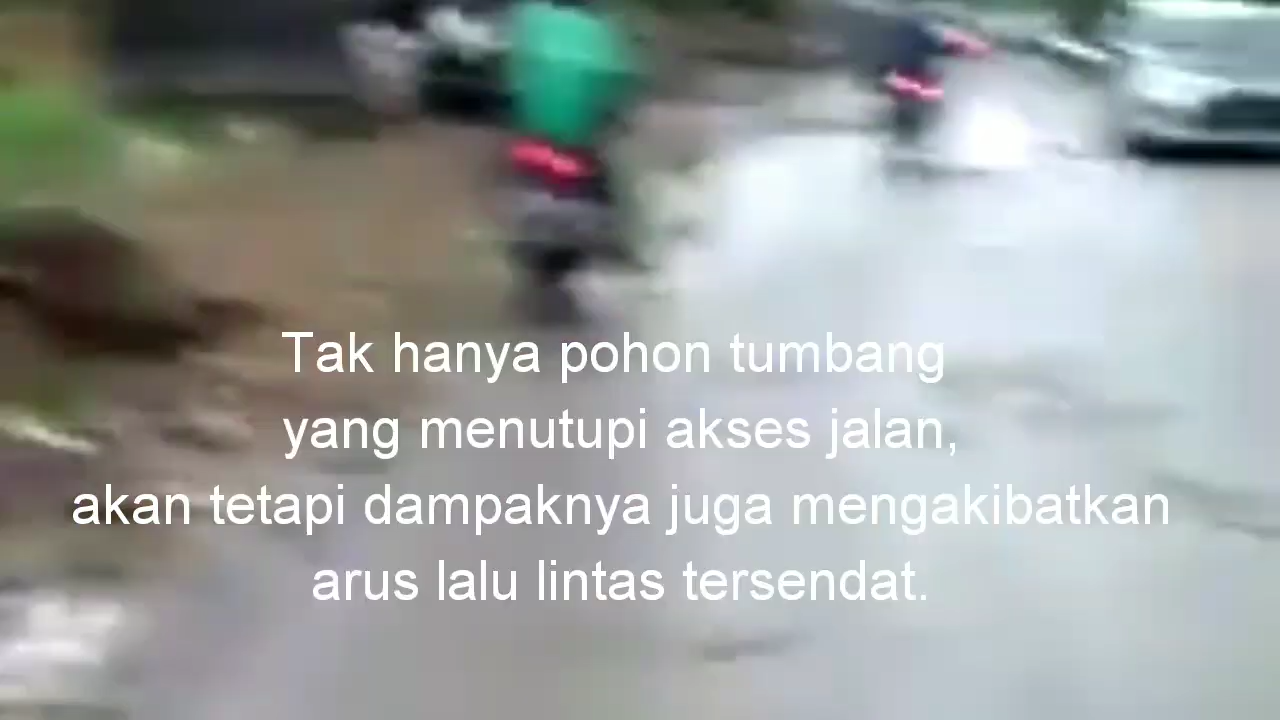 Tak hanya pohon tumbang
yang menutupi akses jalan,
akan tetapi dampaknya juga mengakibatkan
arus lalu lintas tersendat.